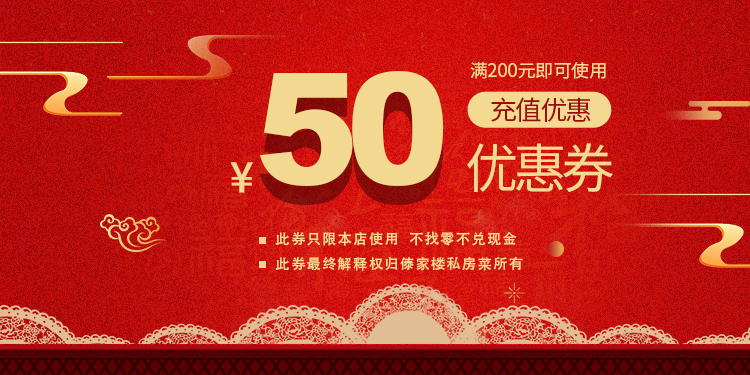 满200元即可使用
充值优惠
¥50
优惠券
此券只限本店使用 不找零不兑现金
此券最终解释权归傣家楼私房菜所有